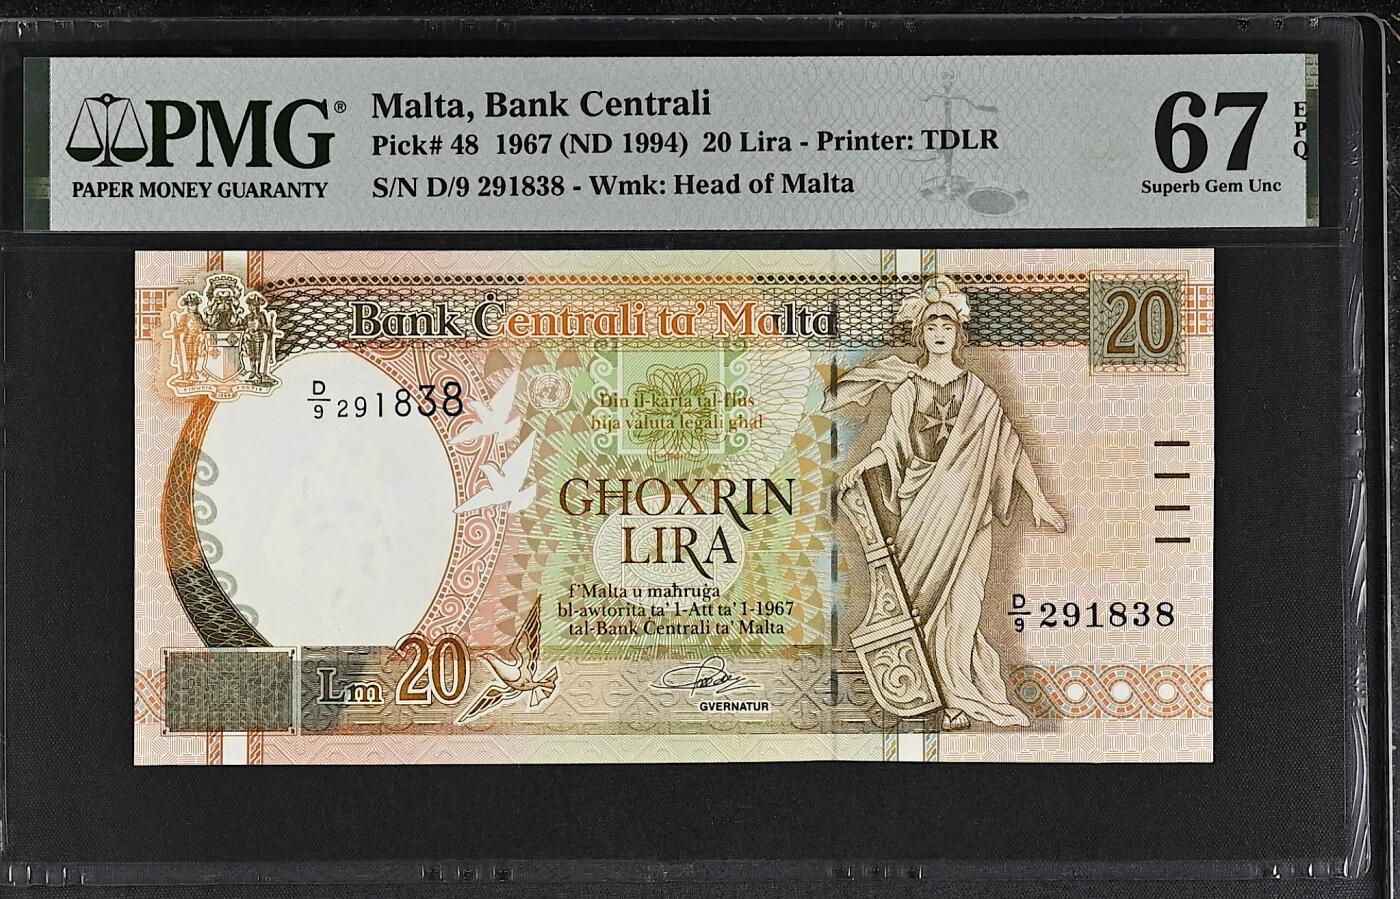 PMG®
PAPER MONEY GUARANTY
Malta, Bank Centrali
Pick# 48 1967 (ND 1994) 20 Lira - Printer: TDLR
S/N D/9 291838 - Wmk: Head of Malta
67
EPQ
Superb Gem Unc
Bank Ċentrali ta' Malta
20
D/9 291838
Din il-karta tal-flus
hija valuta legali għal
GĦOXRIN
LIRA
f'Malta u maħruġa
bl-awtorita ta' l-Att ta' l-1967
tal-Bank Ċentrali ta' Malta
D/9 291838
Lm 20
GVERNATUR